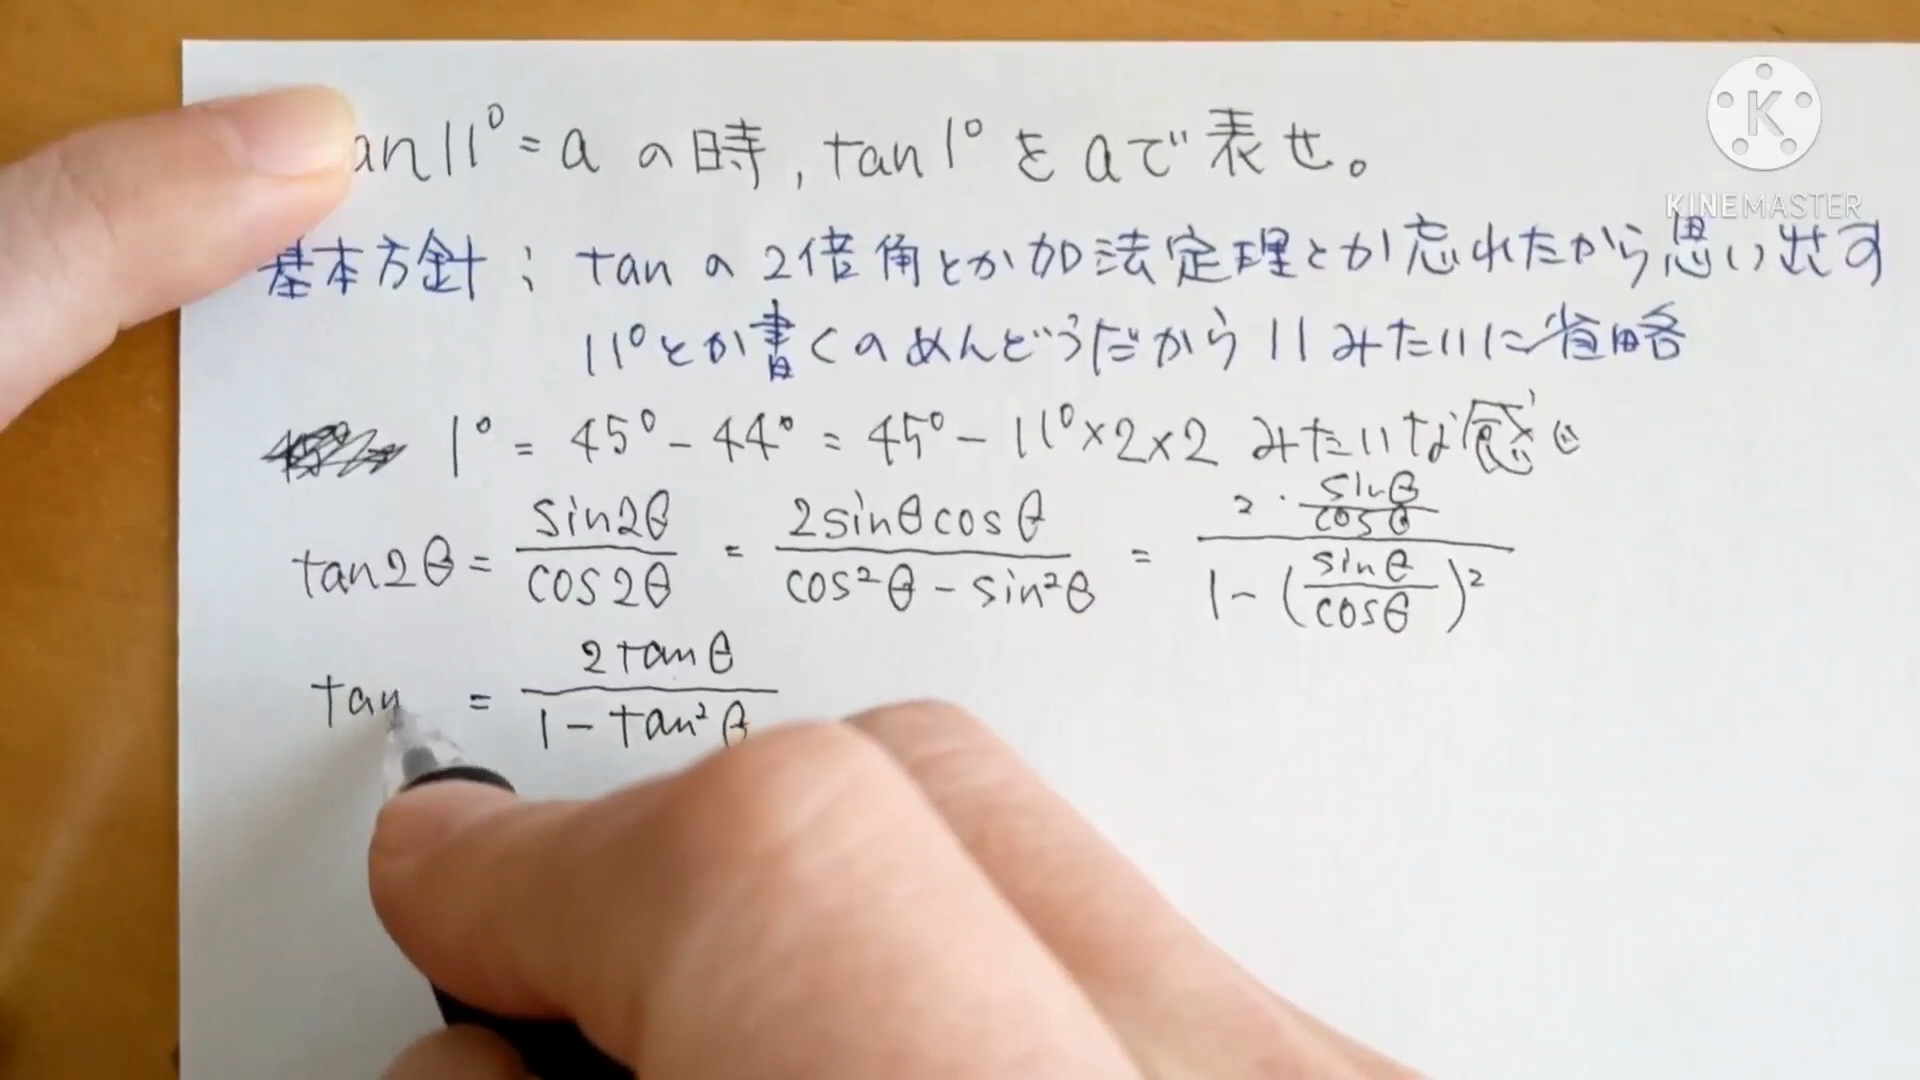 an11°=a の時, tan1°をaで表せ。
基本方針; tanの2倍角とか加法定理とか忘れたから思い出す
11°とか書くのめんどうだから11みたいに省略
1° = 45° - 44° = 45° - 11°×2×2 みたいな感じ
tan2θ = sin2θ/cos2θ = 2sinθcosθ/cos²θ - sin²θ = 2・sinθ/cosθ/1-(sinθ/cosθ)²
tan = 2tanθ/1-tan²θ
K
KINEMASTER